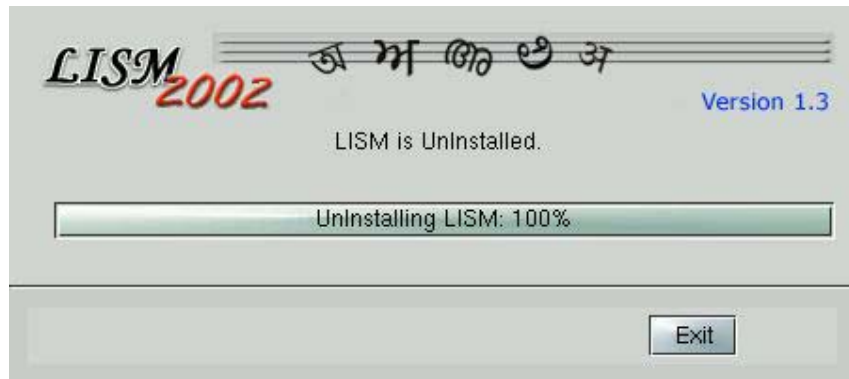 LISM 2002
অ ਅ അ అ अ
Version 1.3
LISM is UnInstalled.
UnInstalling LISM: 100%
Exit